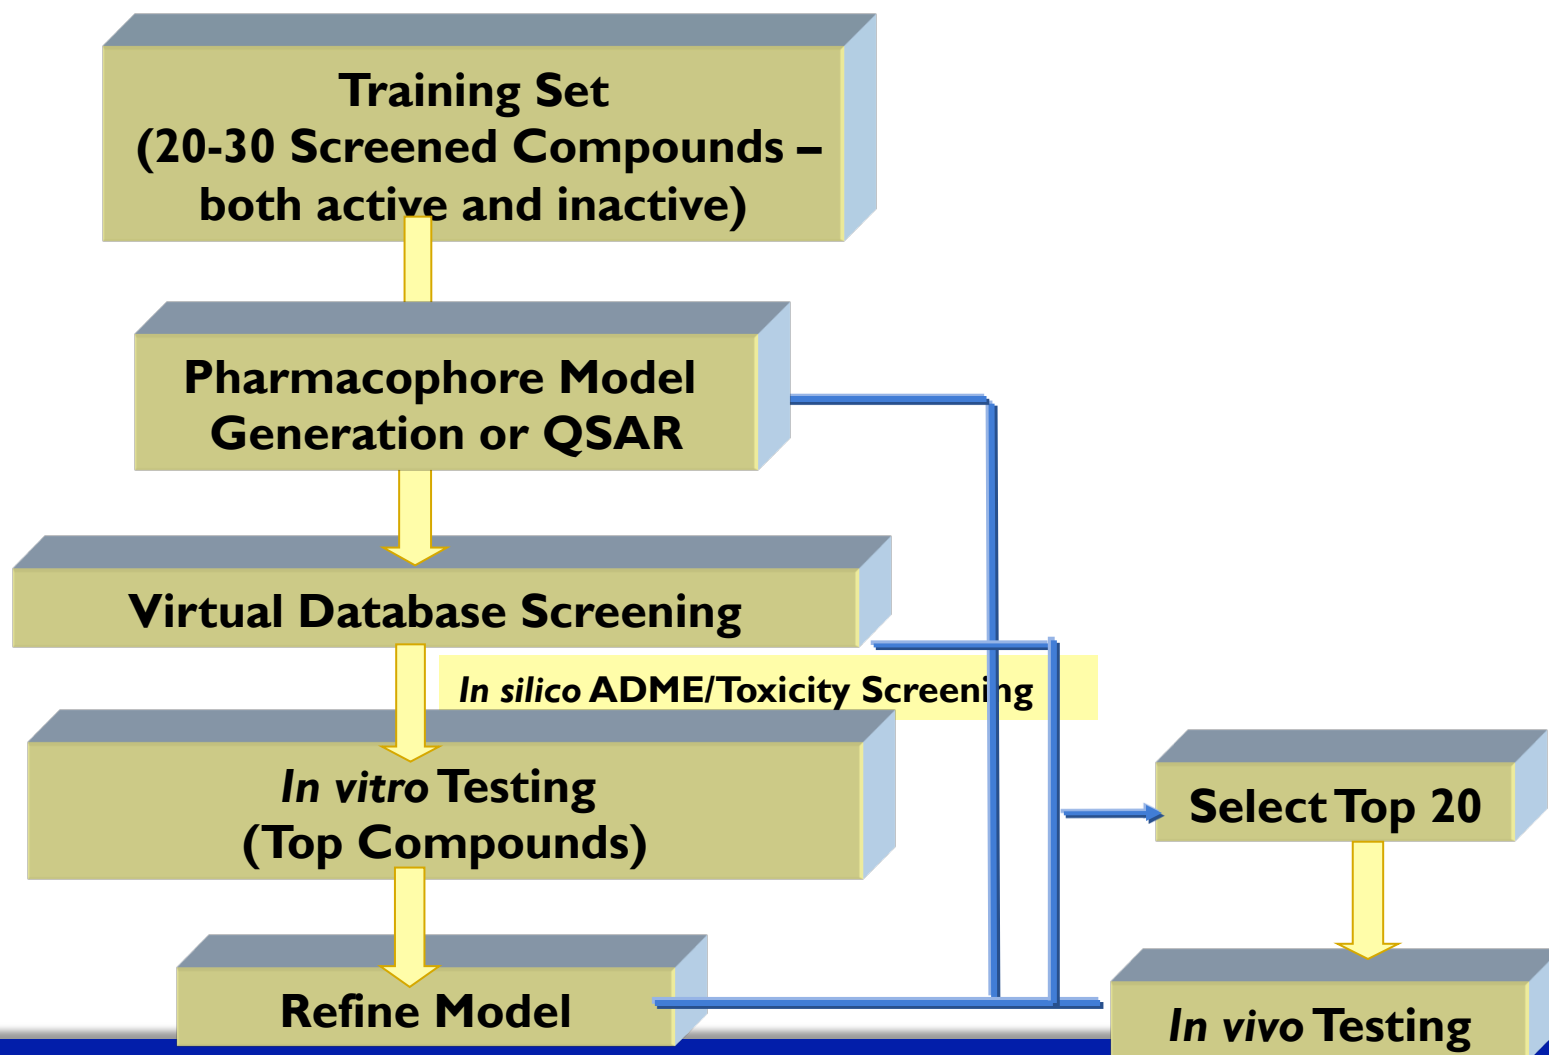 Training Set
(20-30 Screened Compounds –
both active and inactive)
Pharmacophore Model
Generation or QSAR
Virtual Database Screening
In silico ADME/Toxicity Screening
In vitro Testing
(Top Compounds)
Select Top 20
Refine Model
In vivo Testing